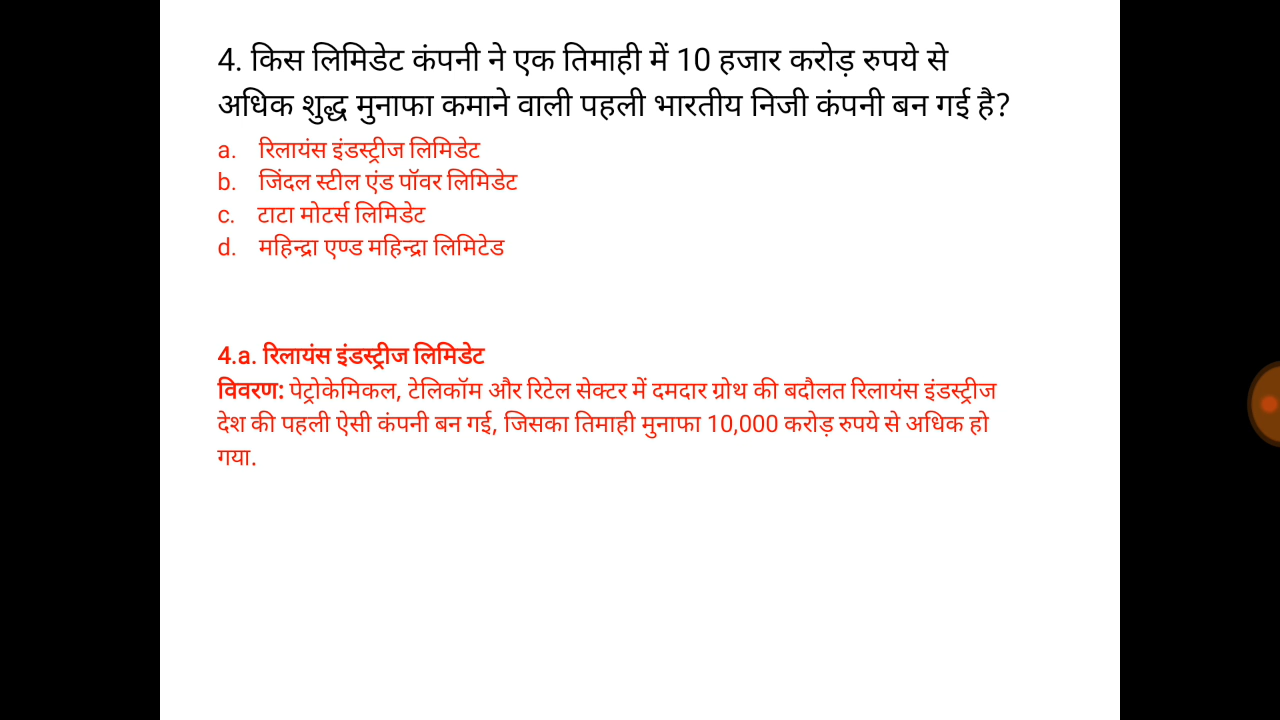 4. किस लिमिडेट कंपनी ने एक तिमाही में 10 हजार करोड़ रुपये से
अधिक शुद्ध मुनाफा कमाने वाली पहली भारतीय निजी कंपनी बन गई है?
a. रिलायंस इंडस्ट्रीज लिमिडेट
b. जिंदल स्टील एंड पॉवर लिमिडेट
c. टाटा मोटर्स लिमिडेट
d. महिन्द्रा एण्ड महिन्द्रा लिमिटेड
4.a. रिलायंस इंडस्ट्रीज लिमिडेट
विवरण: पेट्रोकेमिकल, टेलिकॉम और रिटेल सेक्टर में दमदार ग्रोथ की बदौलत रिलायंस इंडस्ट्रीज
देश की पहली ऐसी कंपनी बन गई, जिसका तिमाही मुनाफा 10,000 करोड़ रुपये से अधिक हो
गया.